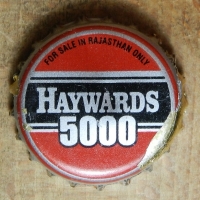 FOR SALE IN RAJASTHAN ONLY
HAYWARDS
5000